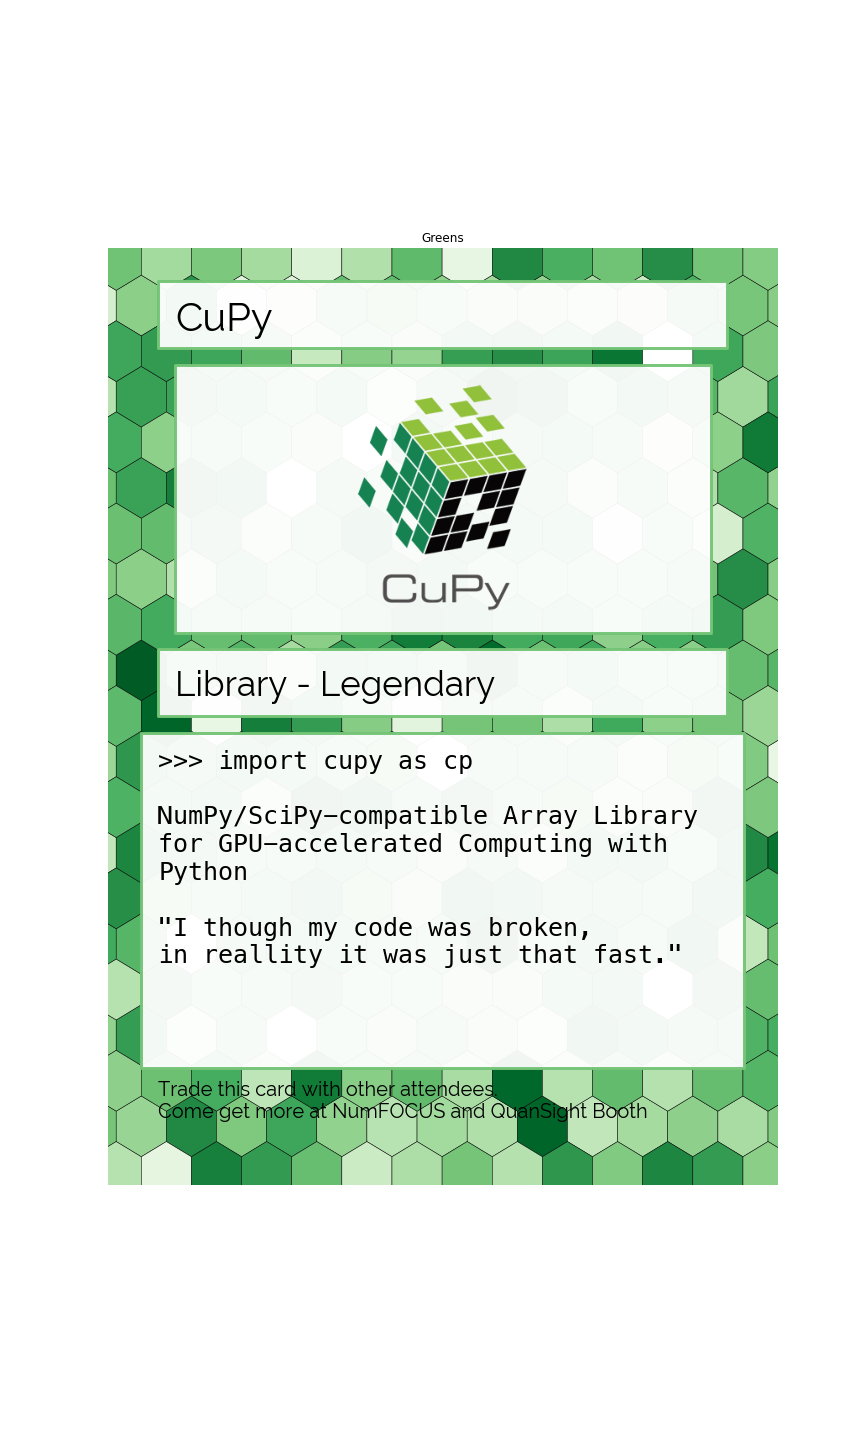 Greens
CuPy
CuPy
Library - Legendary
>>> import cupy as cp
NumPy/SciPy−compatible Array Library
for GPU−accelerated Computing with
Python
"I though my code was broken,
in reallity it was just that fast."
Trade this card with other attendees.
Come get more at NumFOCUS and QuanSight Booth